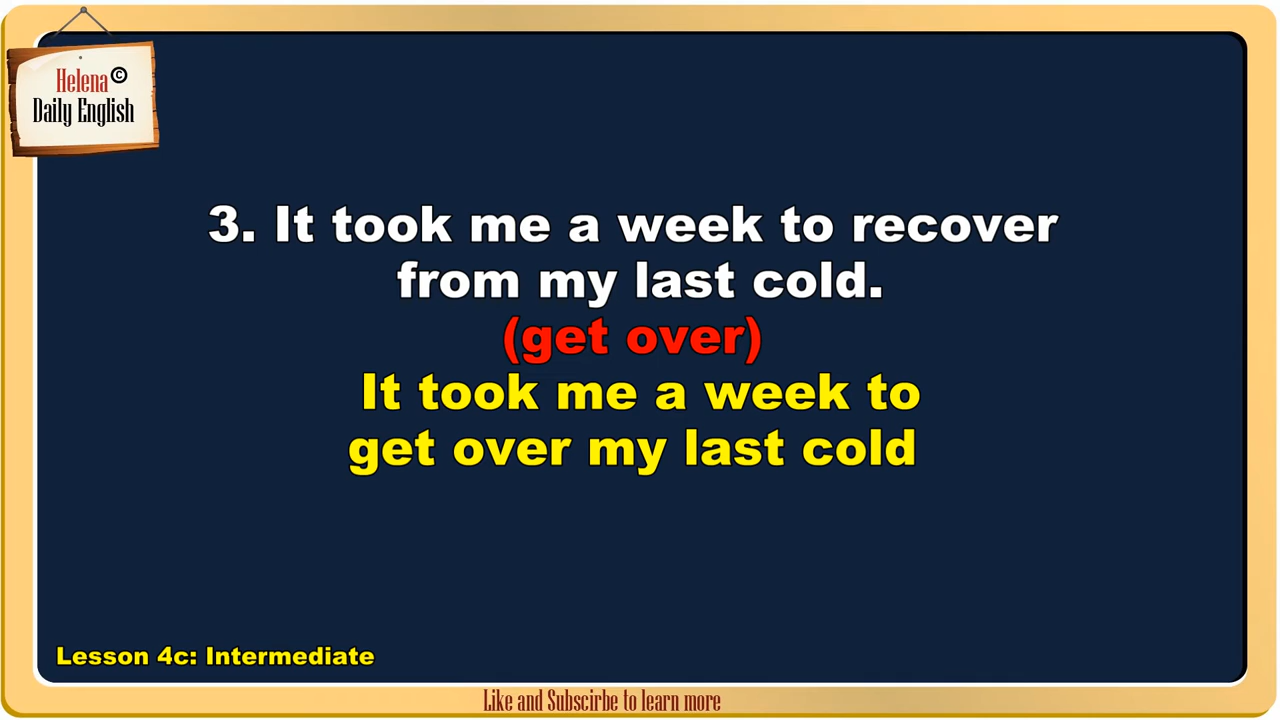 Helena ©
Daily English
3. It took me a week to recover
from my last cold.
(get over)
It took me a week to
get over my last cold
Lesson 4c: Intermediate
Like and Subscirbe to learn more